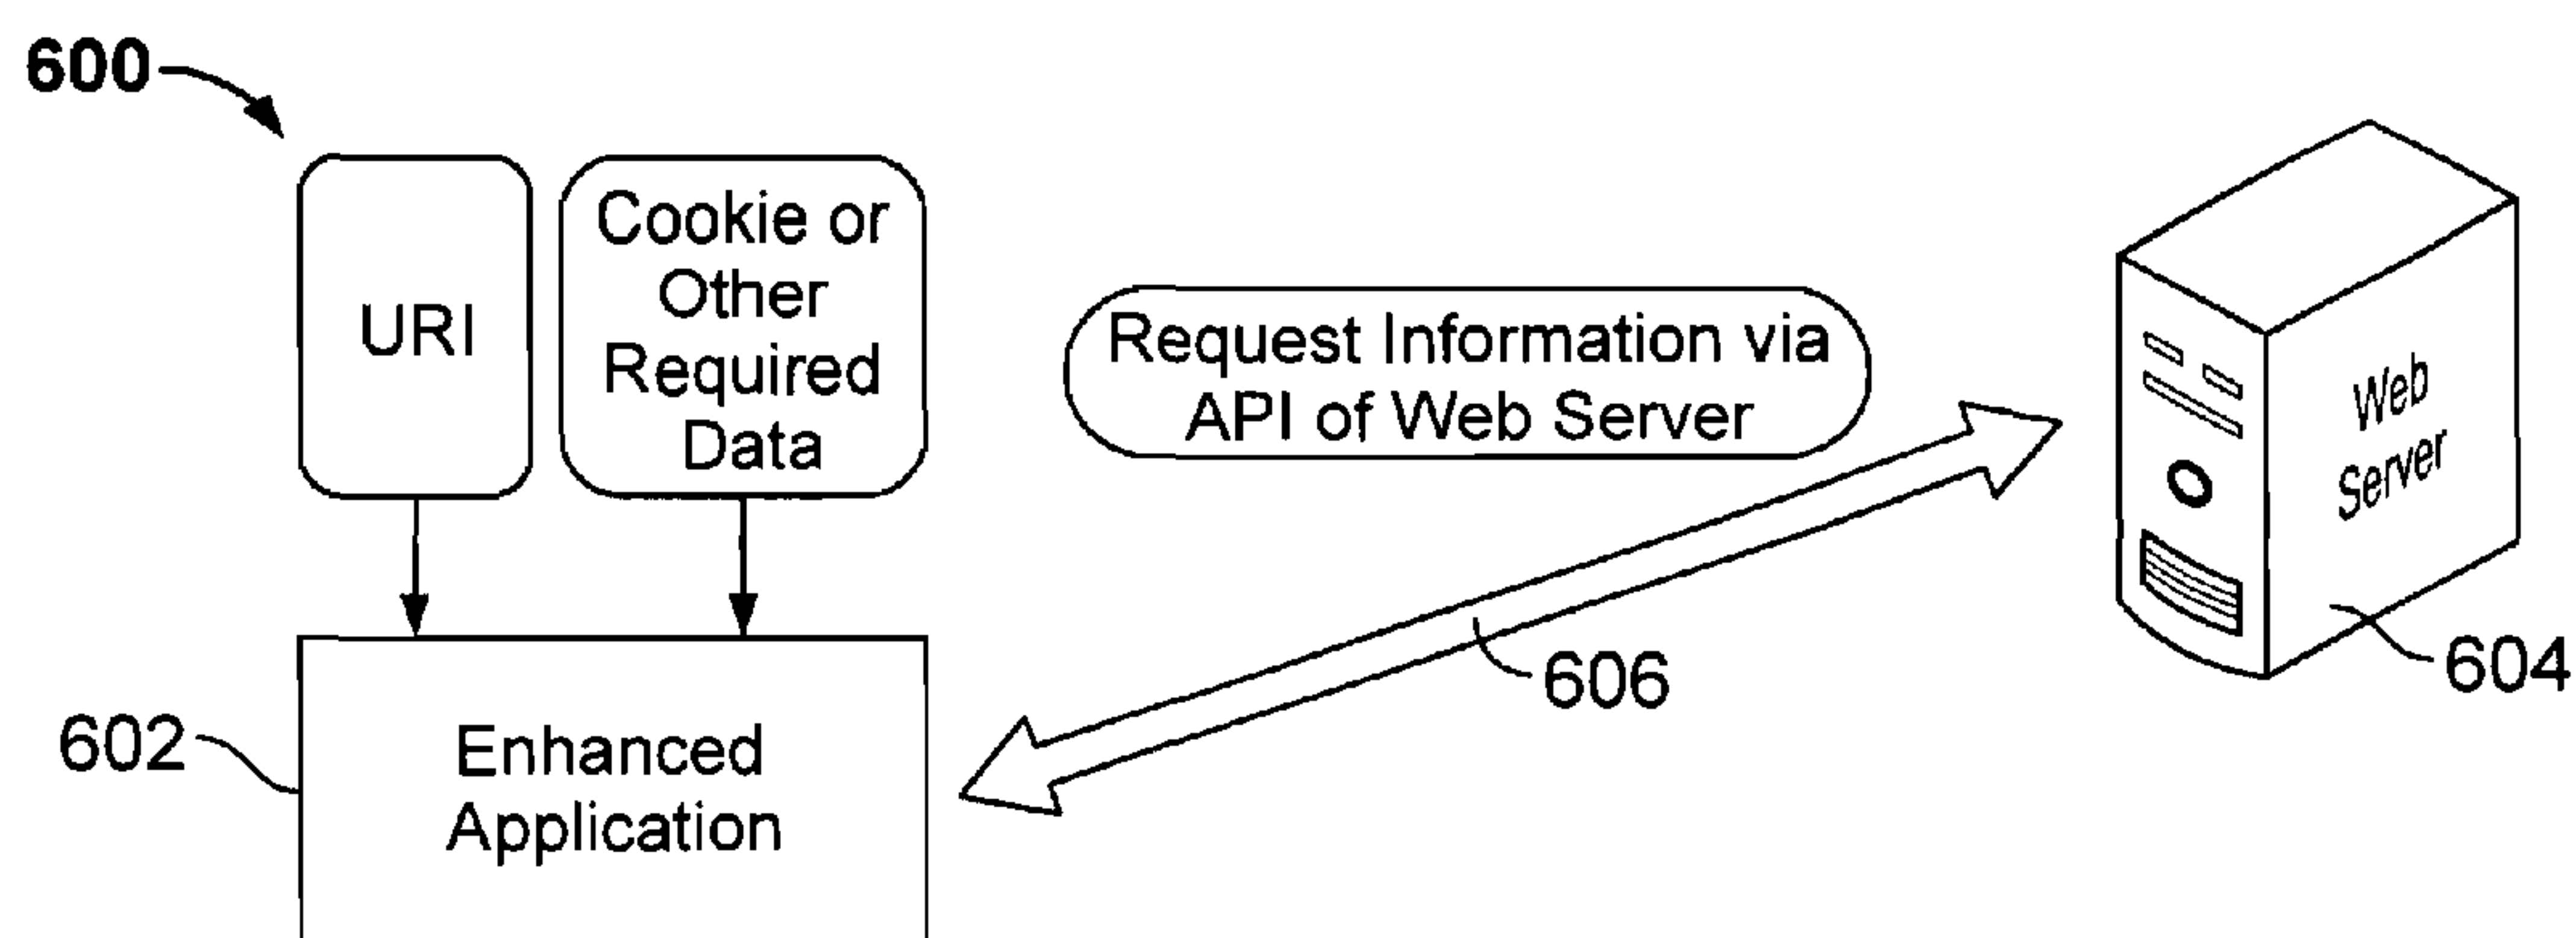 600
URI
Cookie or
Other
Required
Data
Request Information via
API of Web Server
Web
Server
604
606
602
Enhanced
Application